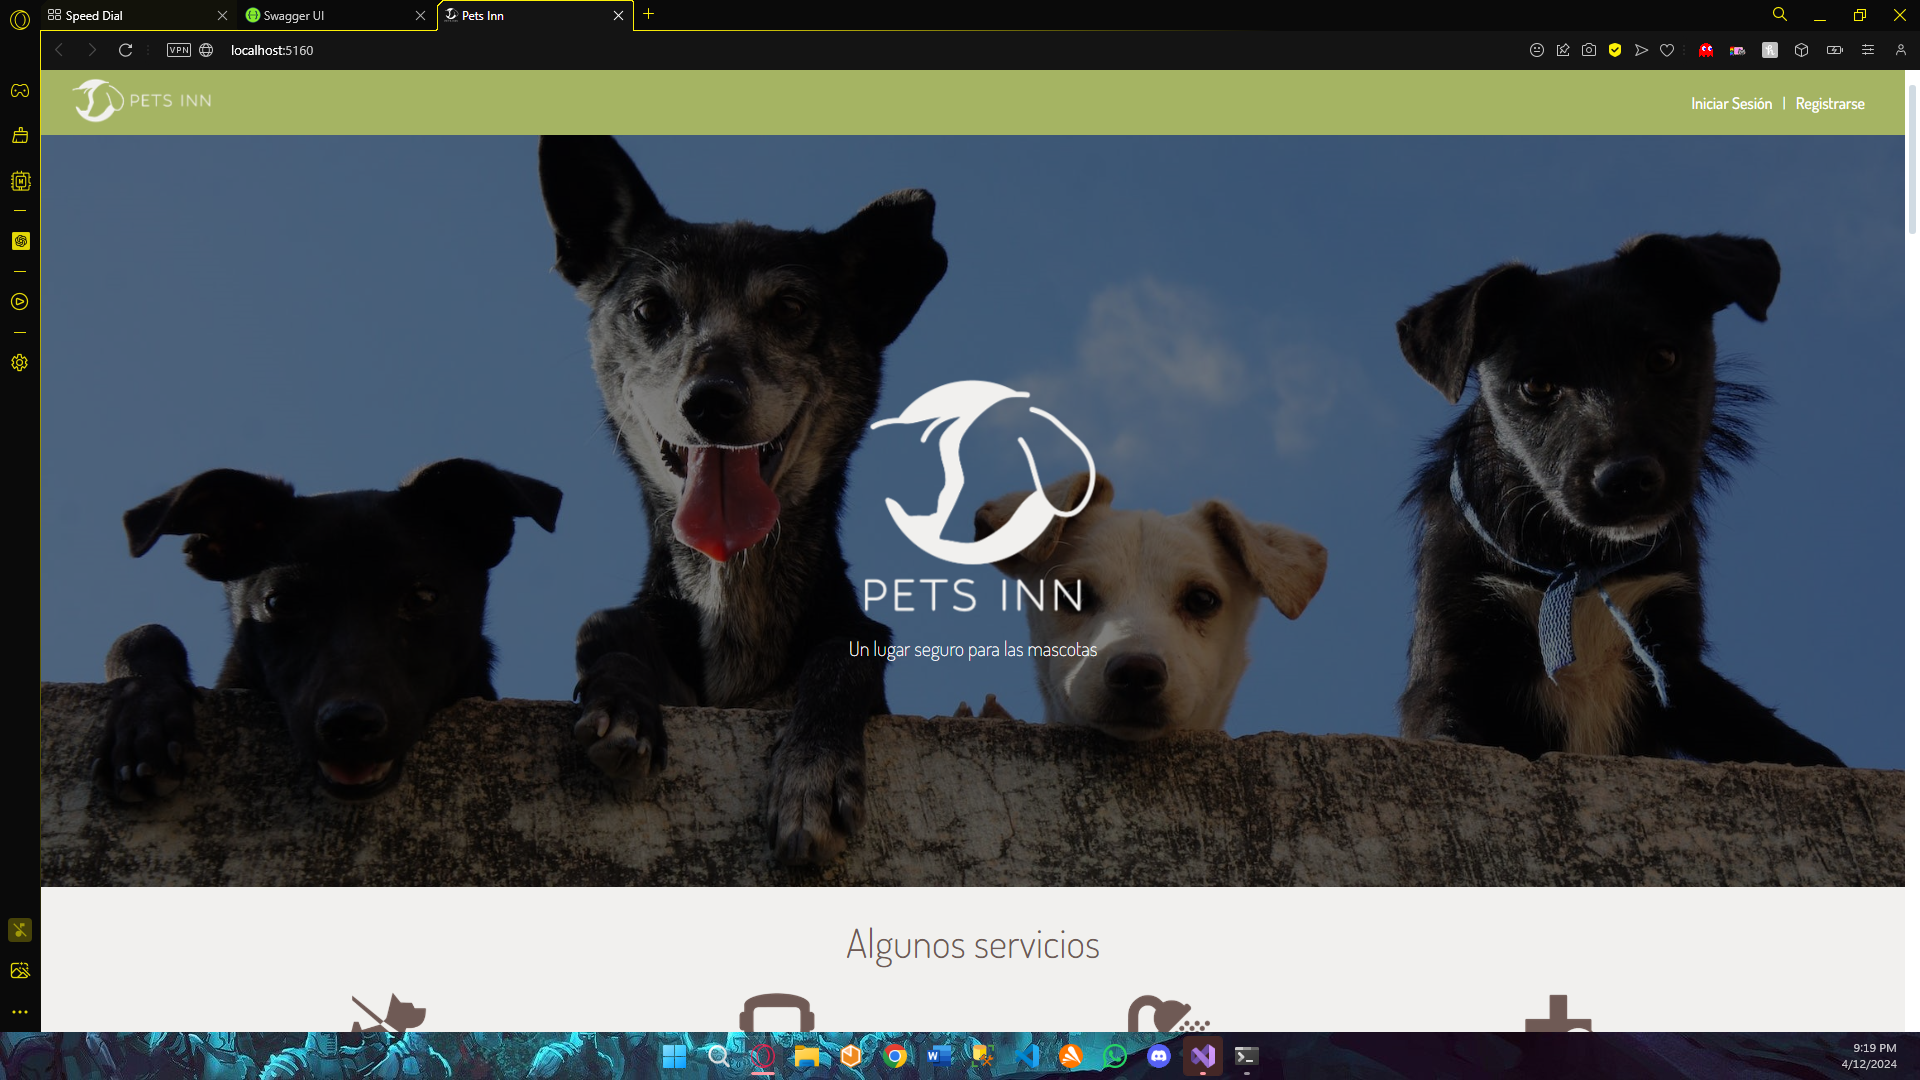 Speed Dial
Swagger UI
Pets Inn
VPN
localhost:5160
PETS INN
Iniciar Sesión | Registrarse
PETS INN
Un lugar seguro para las mascotas
Algunos servicios
9:19 PM
4/12/2024